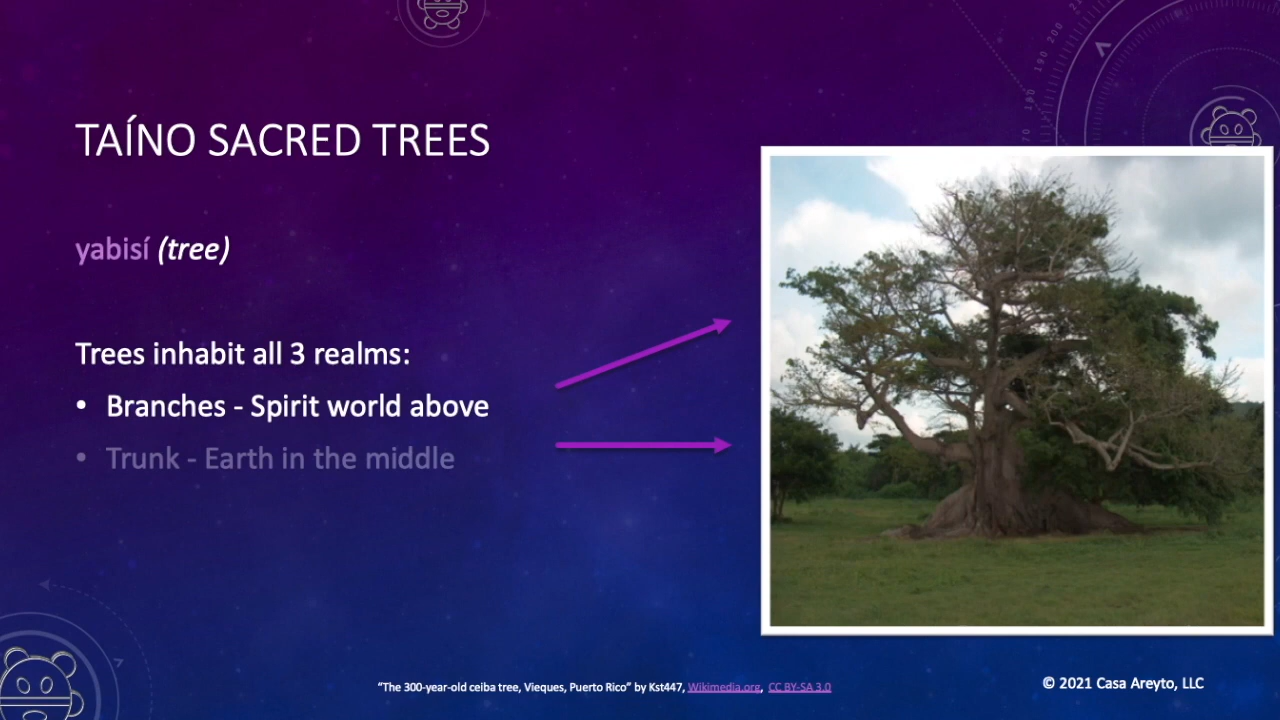 TAÍNO SACRED TREES
yabisí (tree)
Trees inhabit all 3 realms:
• Branches - Spirit world above
• Trunk - Earth in the middle
“The 300-year-old ceiba tree, Vieques, Puerto Rico” by Kst447, Wikimedia.org, CC BY-SA 3.0
© 2021 Casa Areyto, LLC
190 200